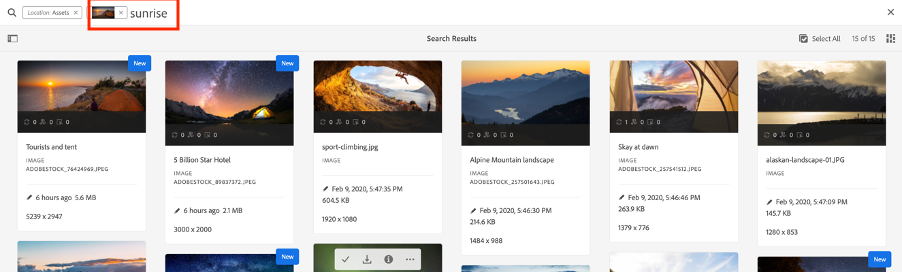 Location: Assets × × sunrise
Search Results
Select All 15 of 15
New
New
0 0 0
0 0 0
0 0 0
0 0 0
1 0 0
0 0 0
Tourists and tent
IMAGE
ADOBESTOCK_76424969.JPEG
6 hours ago 5.6 MB
5239 x 2947
5 Billion Star Hotel
IMAGE
ADOBESTOCK_89837372.JPEG
6 hours ago 2.1 MB
3000 x 2000
sport-climbing.jpg
IMAGE
Feb 9, 2020, 5:47:35 PM
604.5 KB
1920 x 1080
Alpine Mountain landscape
IMAGE
ADOBESTOCK_257501643.JPEG
Feb 9, 2020, 5:46:30 PM
214.6 KB
1484 x 988
Skay at dawn
IMAGE
ADOBESTOCK_257541512.JPEG
Feb 9, 2020, 5:46:46 PM
263.9 KB
1379 x 776
alaskan-landscape-01.JPG
IMAGE
Feb 9, 2020, 5:47:09 PM
145.7 KB
1280 x 853
New
New